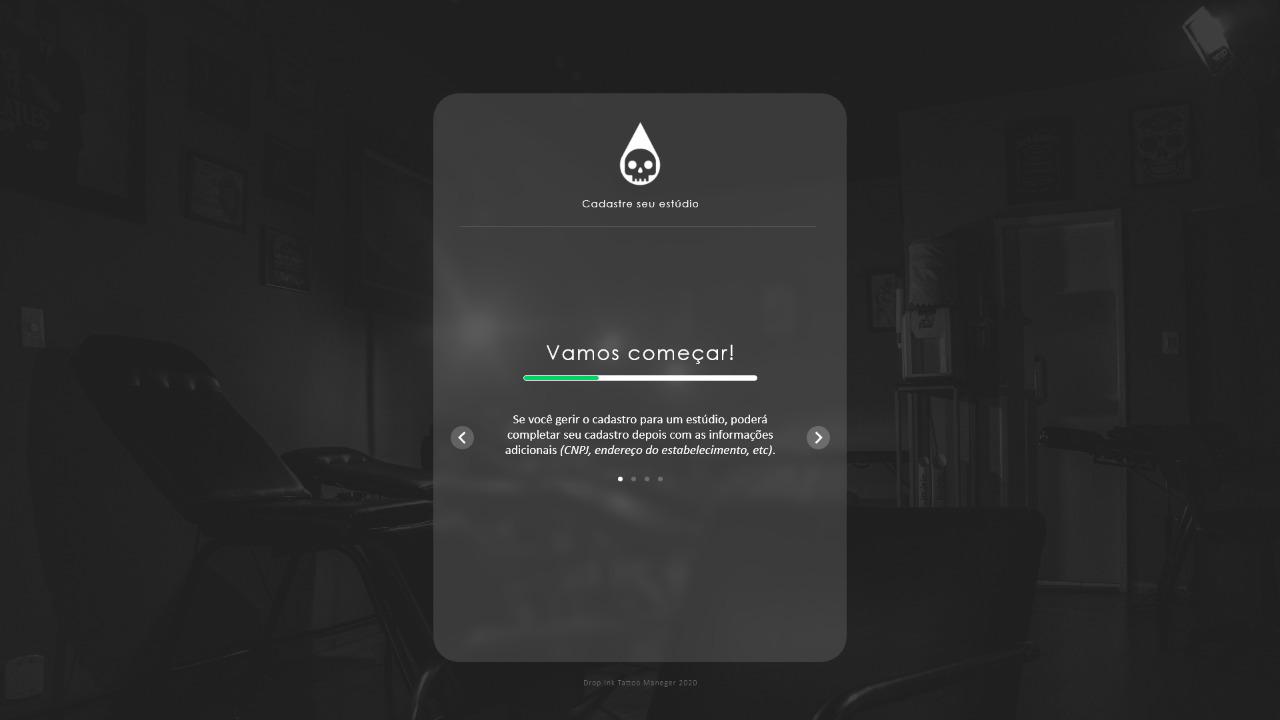 Cadastre seu estúdio
Vamos começar!
Se você gerir o cadastro para um estúdio, poderá
completar seu cadastro depois com as informações
adicionais (CNPJ, endereço do estabelecimento, etc).
Drop Ink Tattoo Maneger 2020